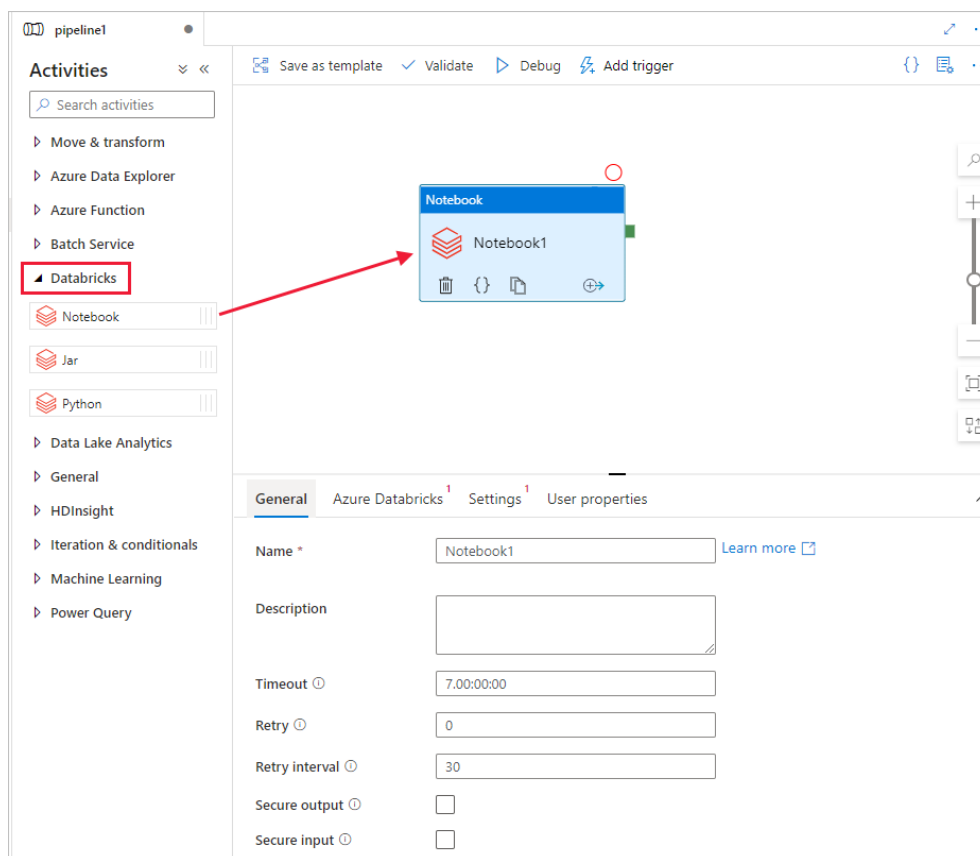 pipeline1
Activities
Search activities
Move & transform
Azure Data Explorer
Azure Function
Batch Service
Databricks
Notebook
Jar
Python
Data Lake Analytics
General
HDInsight
Iteration & conditionals
Machine Learning
Power Query
Save as template
Validate
Debug
Add trigger
{}
Notebook
Notebook1
{}
General
Azure Databricks 1
Settings 1
User properties
Name *
Notebook1
Learn more
Description
Timeout
7.00:00:00
Retry
0
Retry interval
30
Secure output
Secure input